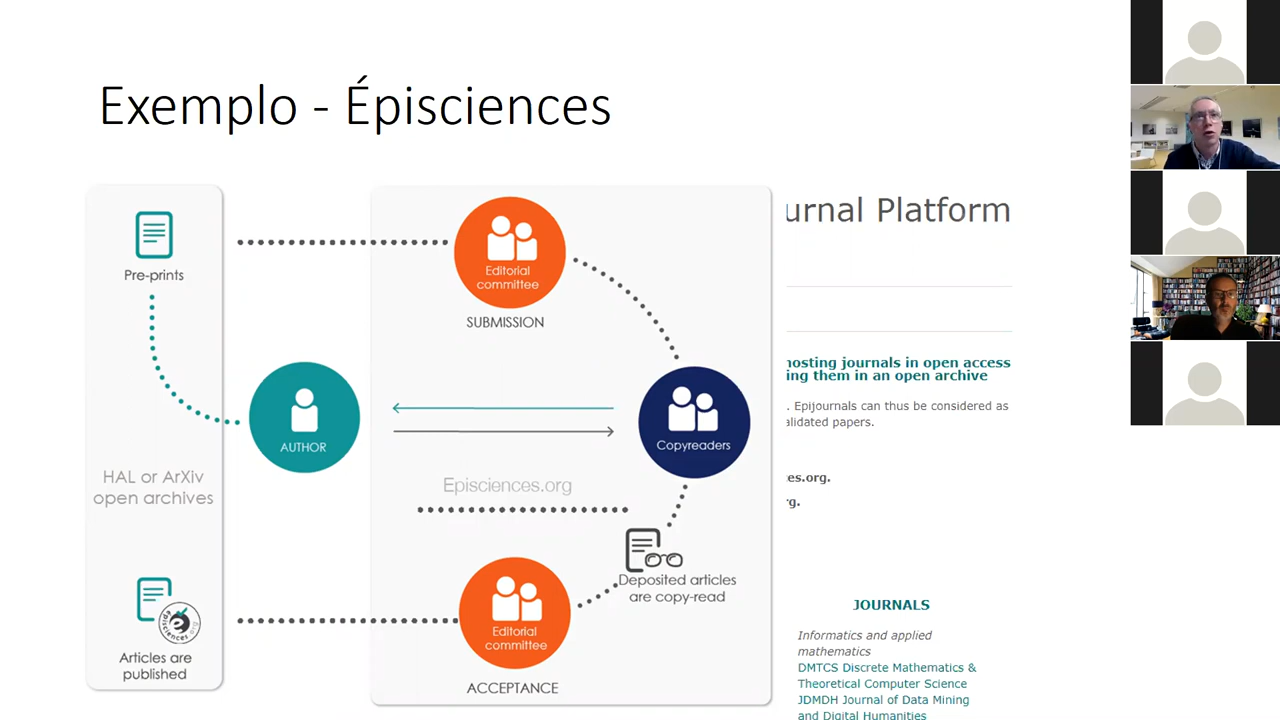 Exemplo - Épisciences
Pre-prints
HAL or ArXiv
open archives
Articles are
published
AUTHOR
Editorial
committee
SUBMISSION
Copyreaders
Episciences.org
Deposited articles
are copy-read
Editorial
committee
ACCEPTANCE
urnal Platform
hosting journals in open access
ing them in an open archive
. Epijournals can thus be considered as
alidated papers.
ces.org.
rg.
JOURNALS
Informatics and applied
mathematics
DMTCS Discrete Mathematics &
Theoretical Computer Science
JDMDH Journal of Data Mining
and Digital Humanities